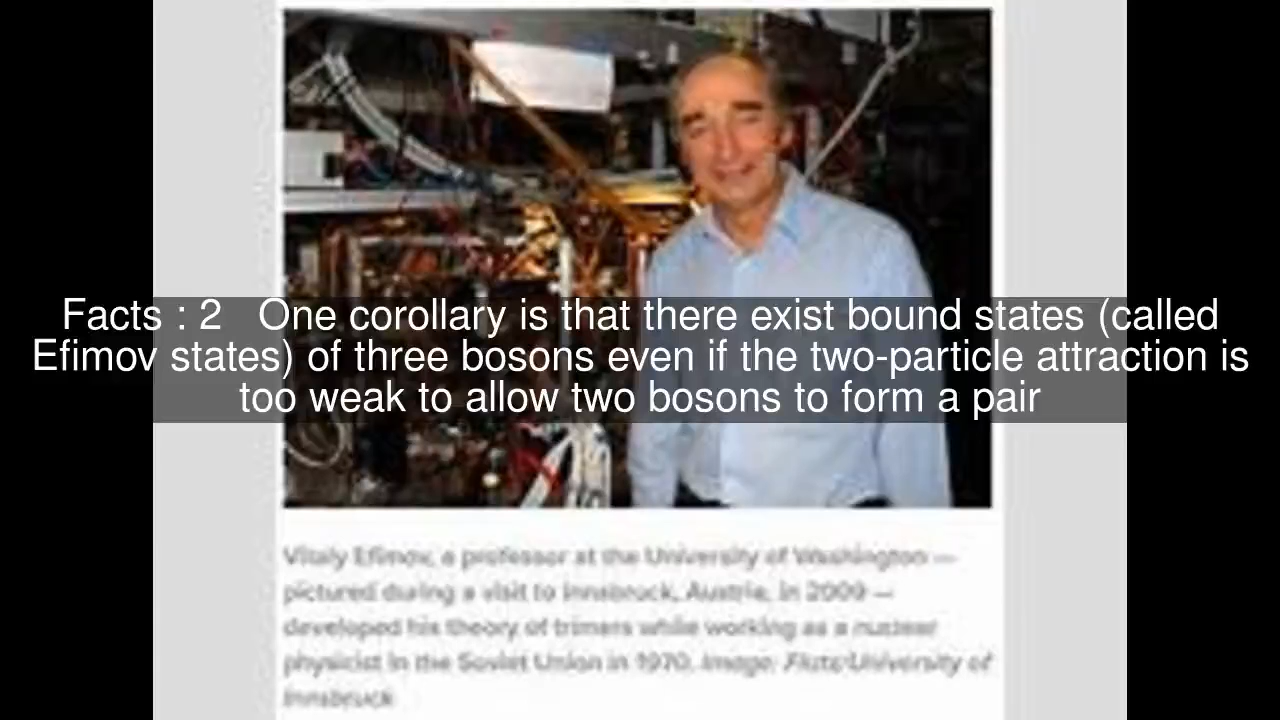 Facts : 2 One corollary is that there exist bound states (called
Efimov states) of three bosons even if the two-particle attraction is
too weak to allow two bosons to form a pair
Vitaly Efimov, a professor at the University of Washington —
pictured during a visit to Innsbruck, Austria, in 2009 —
developed his theory of trimers while working as a nuclear
physicist in the Soviet Union in 1970. Image: Flatz/University of
Innsbruck